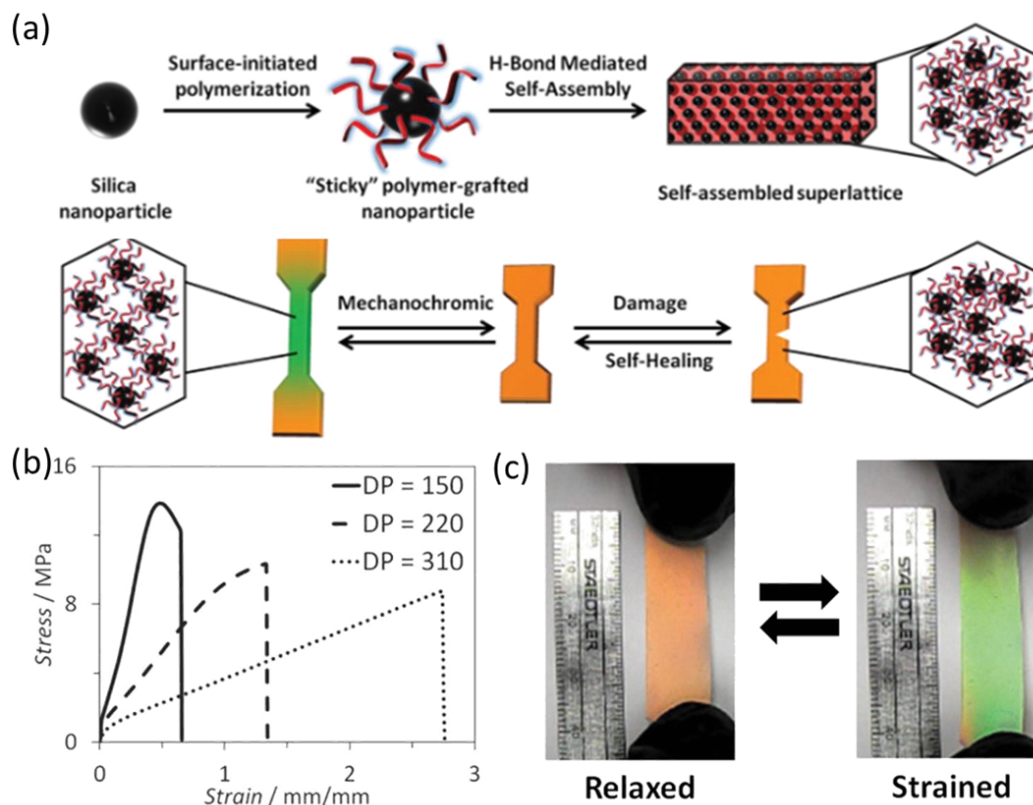 (a)
Surface-initiated
polymerization
H-Bond Mediated
Self-Assembly
Silica
nanoparticle
"Sticky" polymer-grafted
nanoparticle
Self-assembled superlattice
Mechanochromic
Damage
Self-Healing
(b)
16
8
0
Stress / MPa
DP = 150
DP = 220
DP = 310
0
1
2
3
Strain / mm/mm
(c)
STAEDTLER
STAEDTLER
Relaxed
Strained